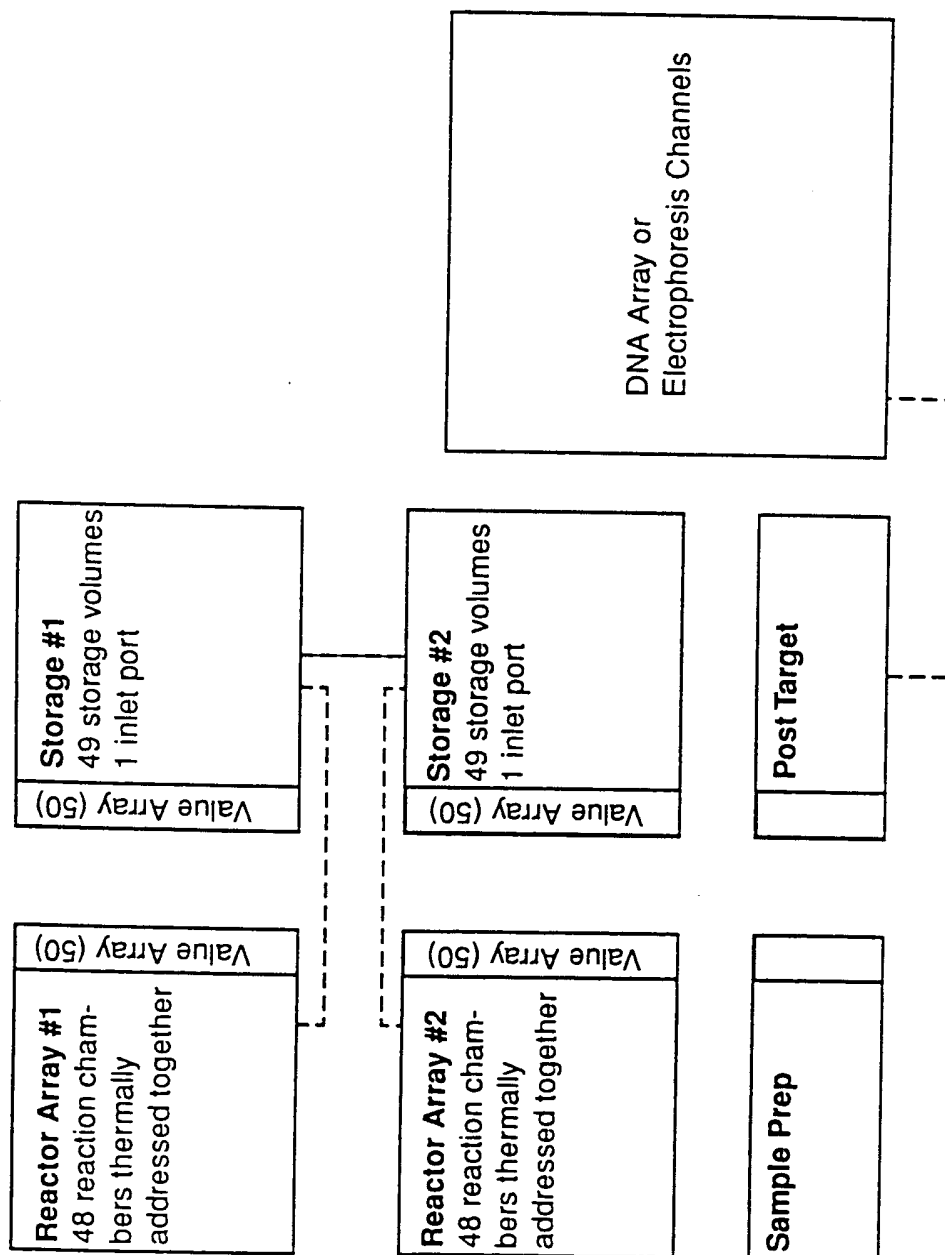 Reactor Array #1
48 reaction cham-
bers thermally
addressed together
Value Array (50)
Value Array (50)
Storage #1
49 storage volumes
1 inlet port
Reactor Array #2
48 reaction cham-
bers thermally
addressed together
Value Array (50)
Value Array (50)
Storage #2
49 storage volumes
1 inlet port
DNA Array or
Electrophoresis Channels
Sample Prep
Post Target